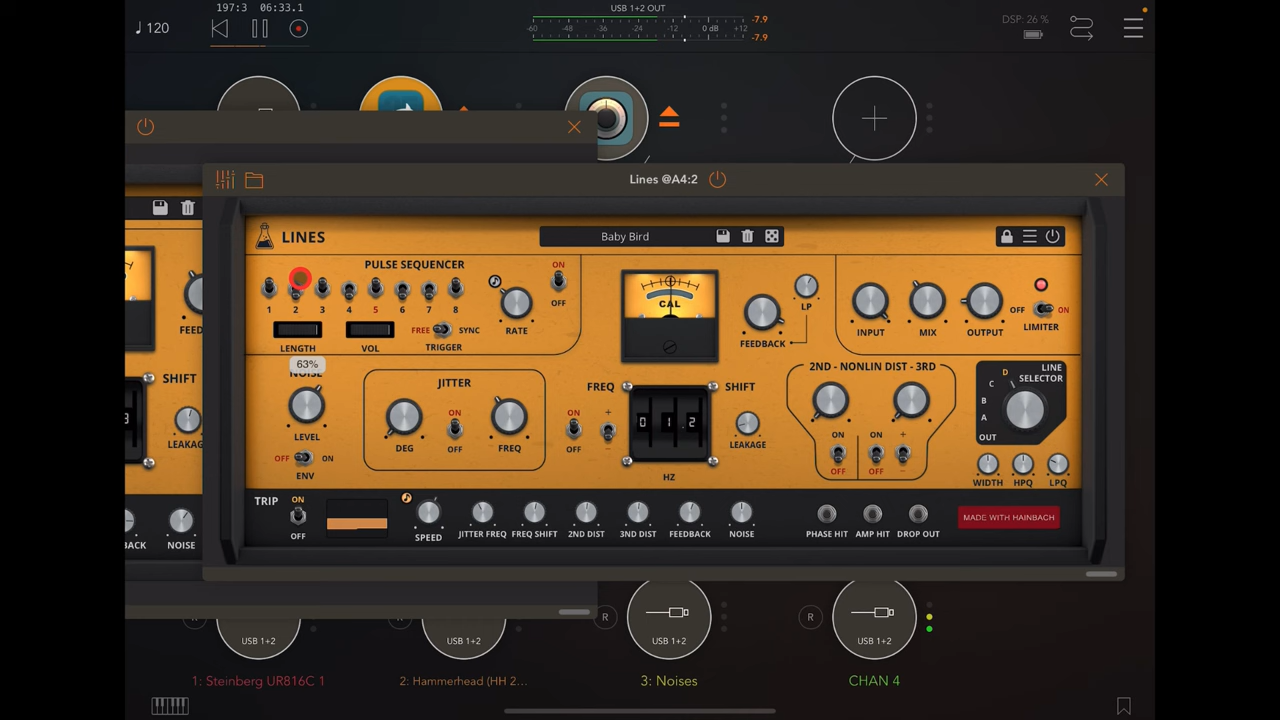 197:3 06:33.1
♩ 120
USB 1+2 OUT
-60 -48 -36 -24 -12 0 dB +12
-7.9
-7.9
DSP: 26 %
Lines @A4:2
LINES
Baby Bird
PULSE SEQUENCER
ON
OFF
1 2 3 4 5 6 7 8
RATE
LENGTH
VOL
FREE
SYNC
TRIGGER
63%
CAL
LP
FEEDBACK
INPUT
MIX
OUTPUT
OFF
ON
LIMITER
NOISE
LEVEL
OFF
ON
ENV
JITTER
DEG
ON
OFF
FREQ
FREQ
SHIFT
ON
OFF
+
-
0 1 . 2
HZ
LEAKAGE
2ND - NONLIN DIST - 3RD
ON
OFF
ON
OFF
+
-
LINE
SELECTOR
D
C
B
A
OUT
WIDTH
HPQ
LPQ
TRIP
ON
OFF
SPEED
JITTER FREQ
FREQ SHIFT
2ND DIST
3ND DIST
FEEDBACK
NOISE
PHASE HIT
AMP HIT
DROP OUT
MADE WITH HAINBACH
FEED
SHIFT
LEAKAG
BACK
NOISE
R
USB 1+2
USB 1+2
R
USB 1+2
R
USB 1+2
1: Steinberg UR816C 1
2: Hammerhead (HH 2...
3: Noises
CHAN 4